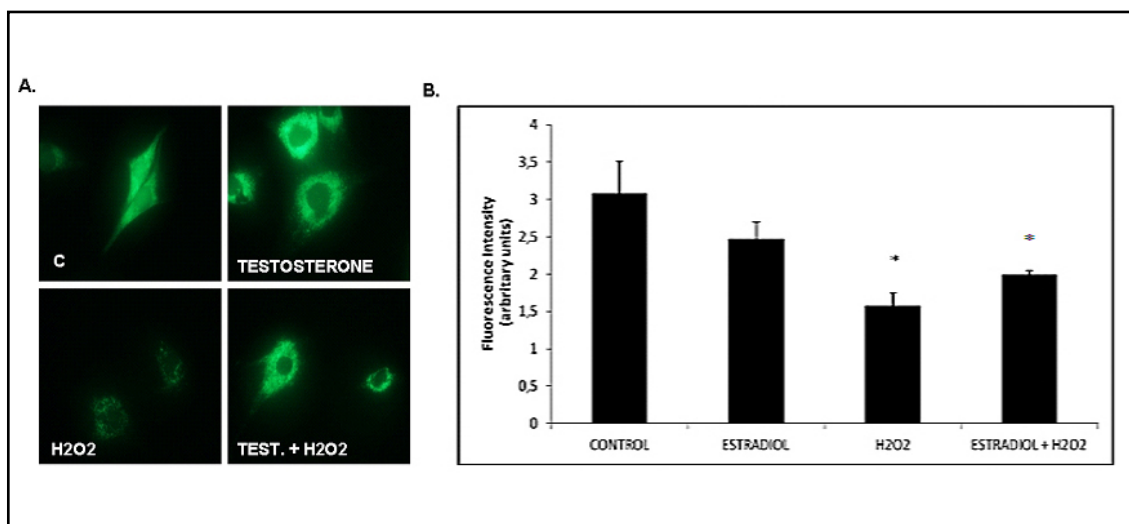 A.
C
TESTOSTERONE
H2O2
TEST. + H2O2
B.
Fluorescence Intensity
(arbritary units)
4
3,5
3
2,5
2
1,5
1
0,5
0
*
*
CONTROL
ESTRADIOL
H2O2
ESTRADIOL + H2O2